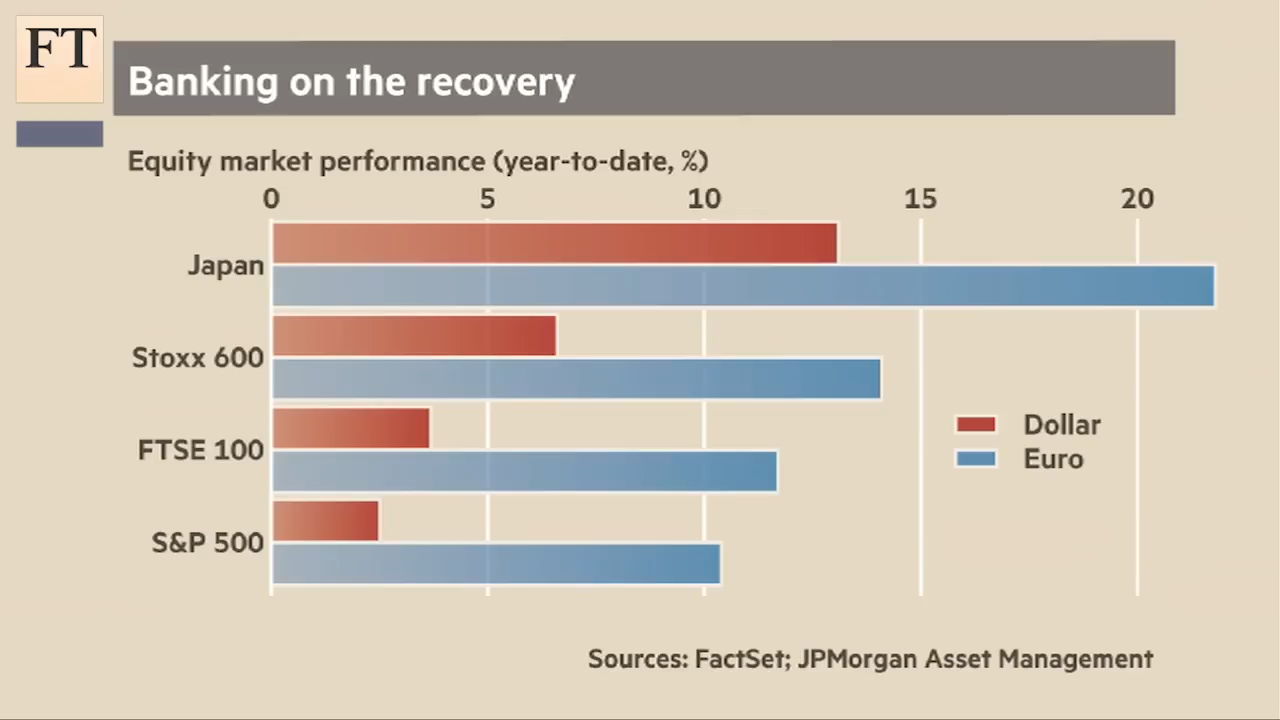 FT
Banking on the recovery
Equity market performance (year-to-date, %)
0 5 10 15 20
Japan
Stoxx 600
FTSE 100
S&P 500
Dollar
Euro
Sources: FactSet; JPMorgan Asset Management